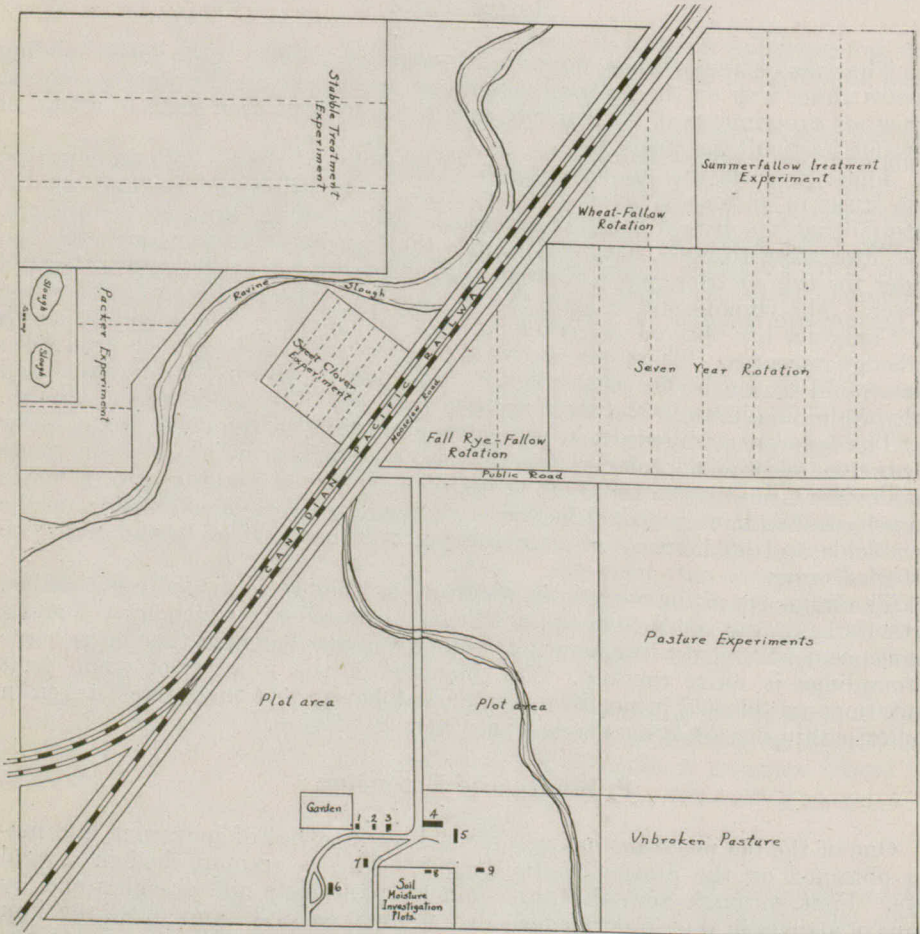 Stubble Treatment
Experiment
Summerfallow Treatment
Experiment
Wheat-Fallow
Rotation
Slough
Slough
Packer Experiment
Ravine
Slough
Sweet Clover
Experiment
CANADIAN PACIFIC RAILWAY
Moosejaw Road
Seven Year Rotation
Fall Rye-Fallow
Rotation
Public Road
Pasture Experiments
Plot area
Plot area
Garden
1 2 3 4
5
Unbroken Pasture
7
8 9
6
Soil
Moisture
Investigation
Plots.